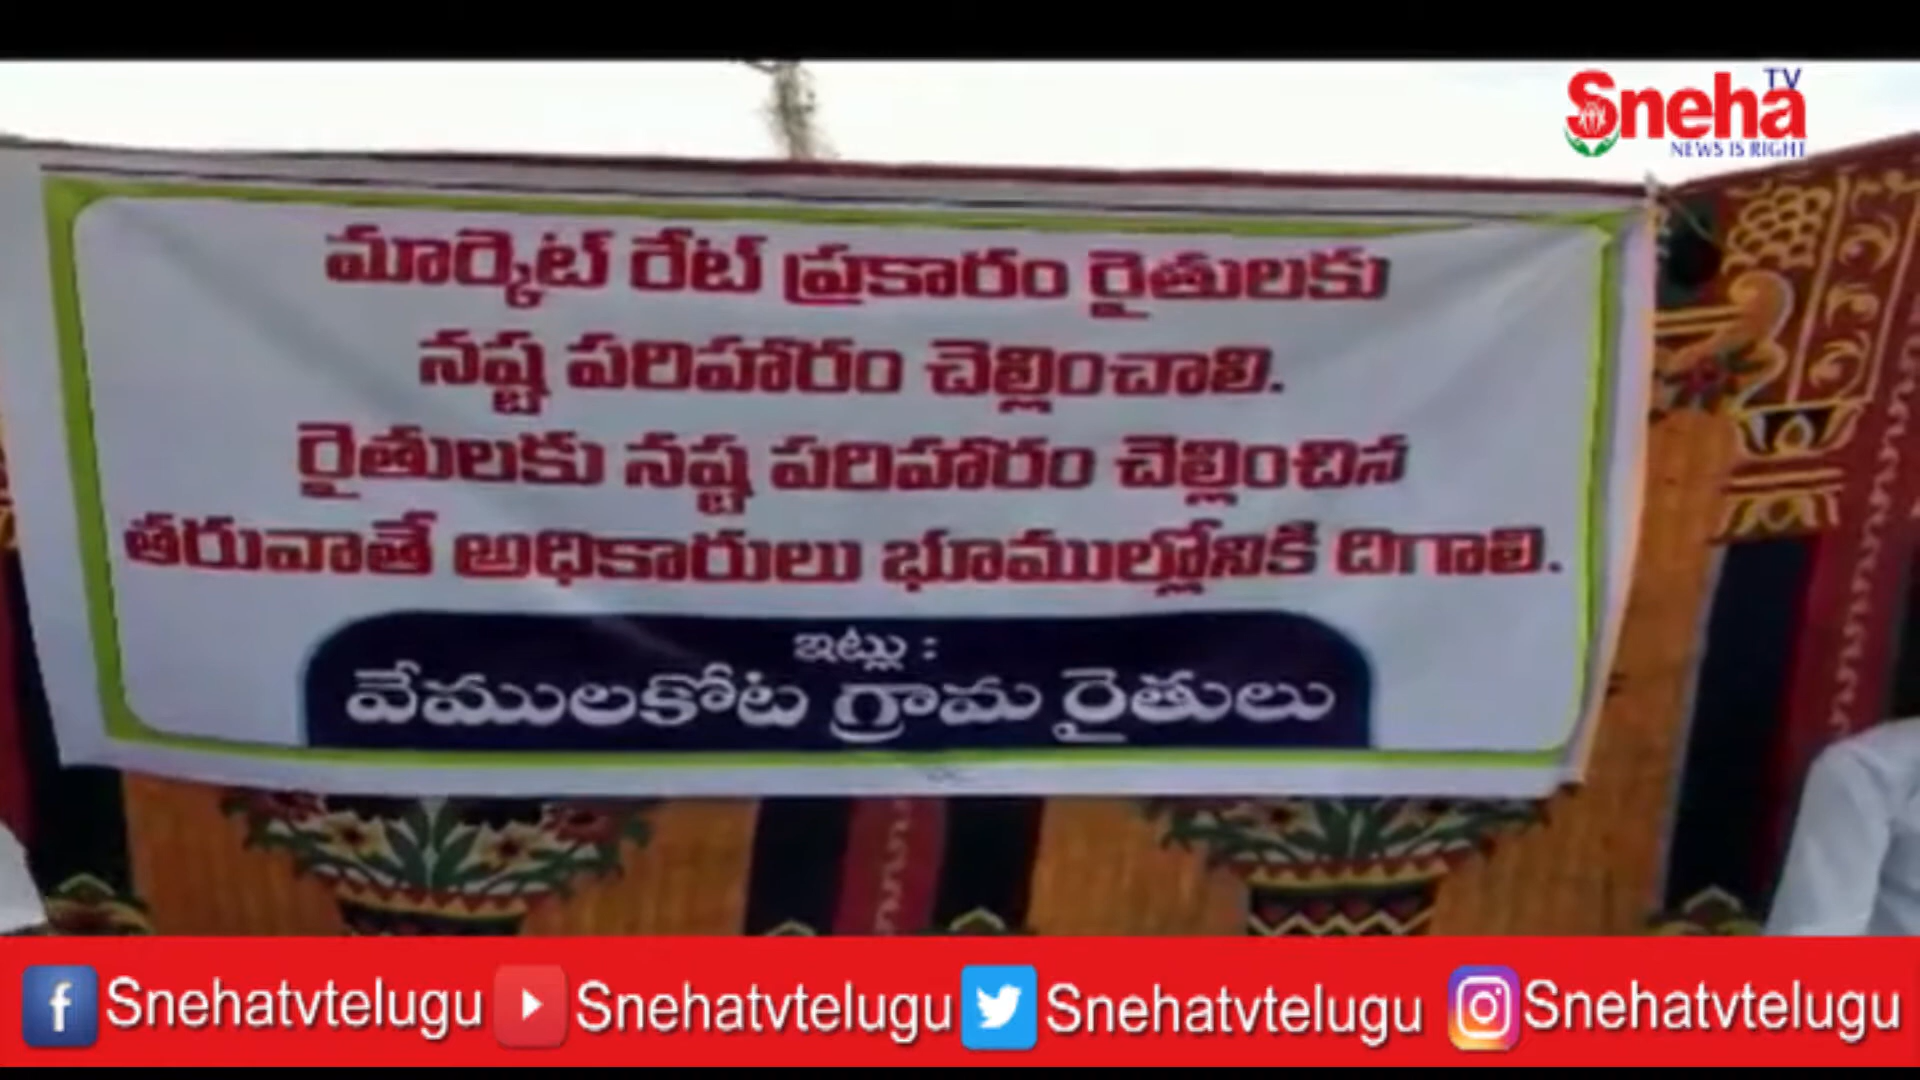 Sneha TV
NEWS IS RIGHT
మార్కెట్ రేట్ ప్రకారం రైతులకు
నష్ట పరిహారం చెల్లించాలి.
రైతులకు నష్ట పరిహారం చెల్లించిన
తరువాతే అధికారులు భూముల్లోనికి దిగాలి.
ఇట్లు :
వేములకోట గ్రామ రైతులు
Snehatvtelugu Snehatvtelugu Snehatvtelugu Snehatvtelugu